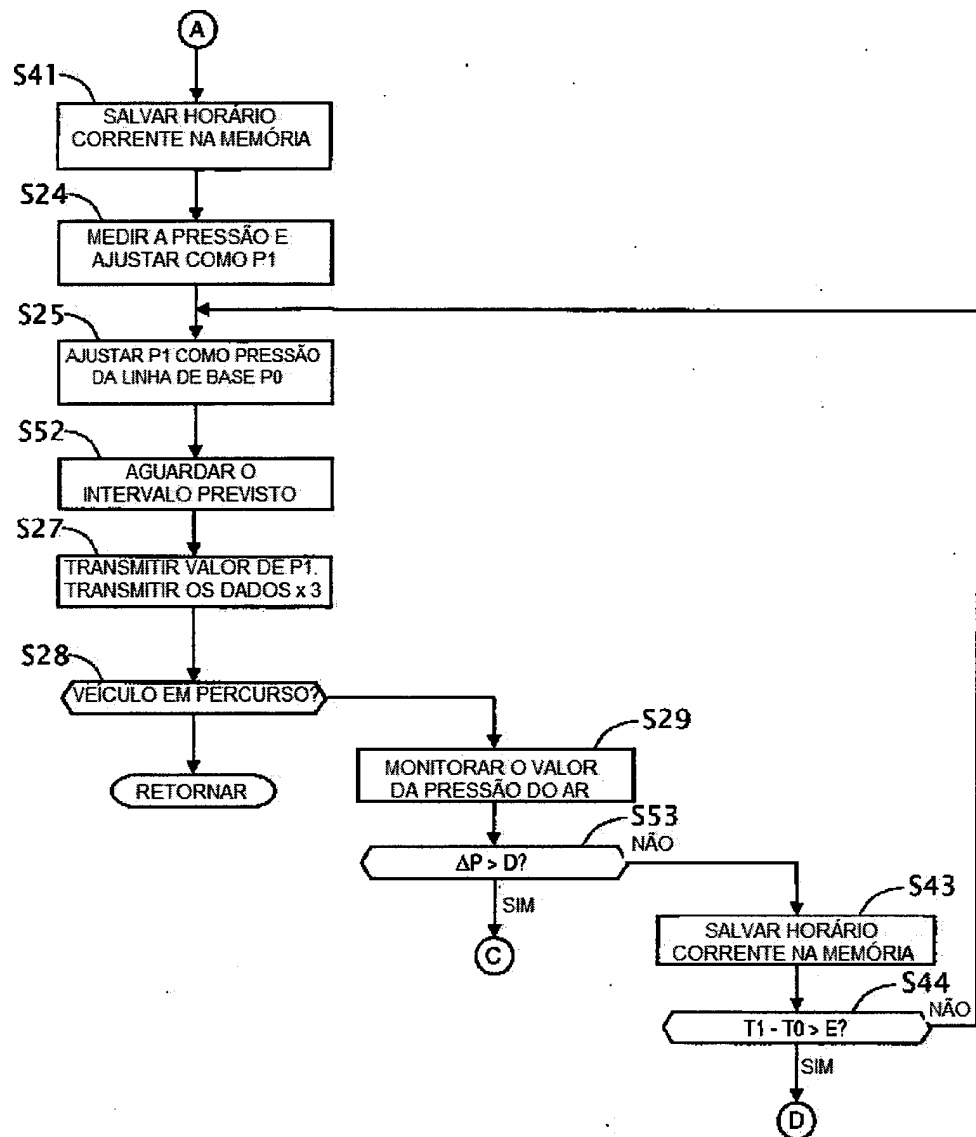 A
S41
SALVAR HORÁRIO
CORRENTE NA MEMÓRIA
S24
MEDIR A PRESSÃO E
AJUSTAR COMO P1
S25
AJUSTAR P1 COMO PRESSÃO
DA LINHA DE BASE P0
S52
AGUARDAR O
INTERVALO PREVISTO
S27
TRANSMITIR VALOR DE P1.
TRANSMITIR OS DADOS x 3
S28
VEÍCULO EM PERCURSO?
RETORNAR
S29
MONITORAR O VALOR
DA PRESSÃO DO AR
S53
ΔP > D?
NÃO
SIM
C
S43
SALVAR HORÁRIO
CORRENTE NA MEMÓRIA
S44
T1 - T0 > E?
NÃO
SIM
D